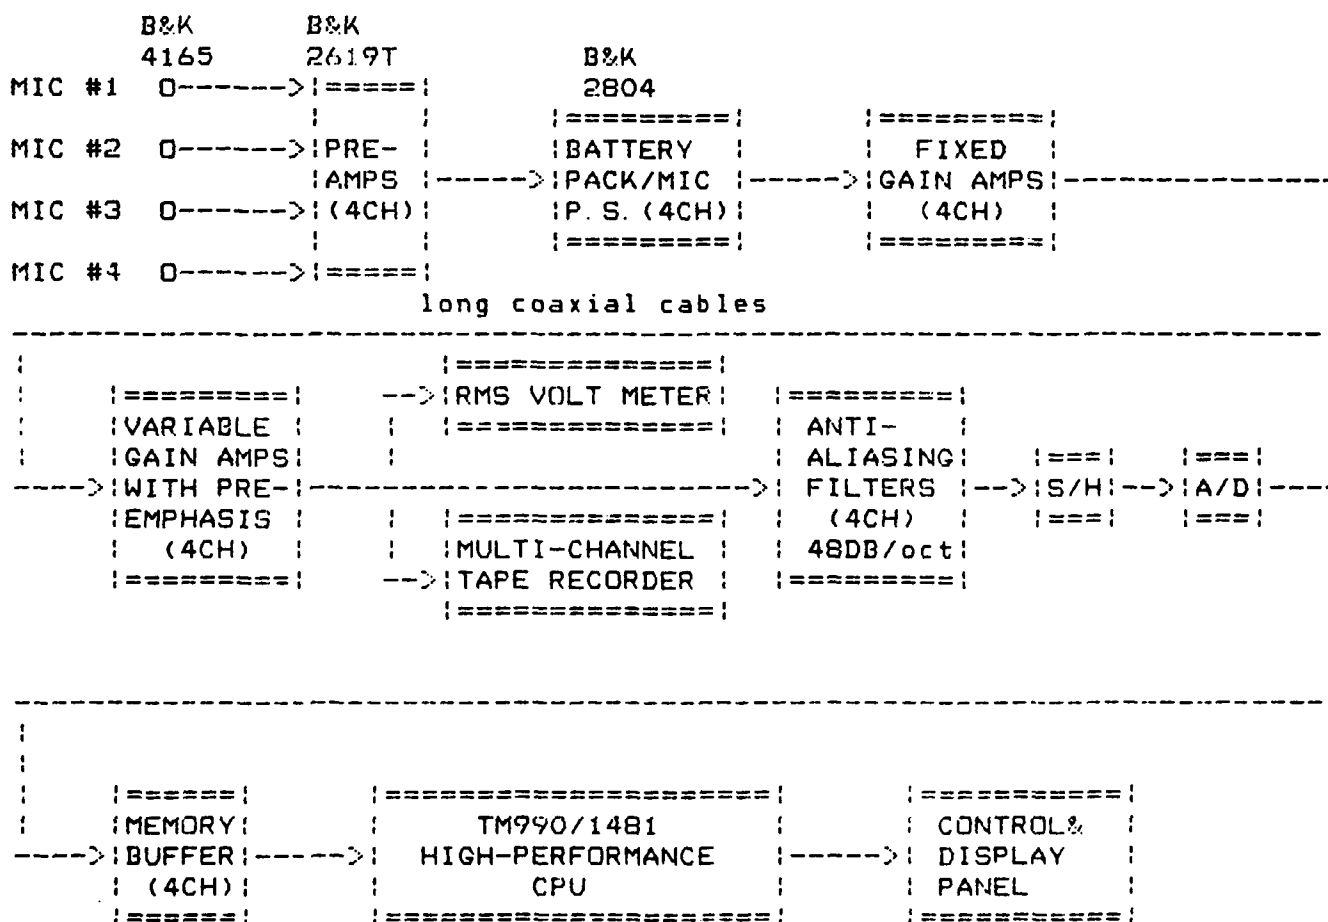 B&K B&K
4165 2619T B&K
MIC #1 O------>!=====! 2804
! ! !=========! !=========!
MIC #2 O------>!PRE- ! !BATTERY ! ! FIXED !
!AMPS !----->!PACK/MIC !----->!GAIN AMPS!---------------
MIC #3 O------>!(4CH)! !P.S.(4CH)! ! (4CH) !
! ! !=========! !=========!
MIC #4 O------>!=====!
long coaxial cables
!==============!
!=========! -->!RMS VOLT METER! !=========!
!VARIABLE ! ! !==============! ! ANTI- !
!GAIN AMPS! ! ! ALIASING! !===! !===!
---->!WITH PRE-!------------------------->! FILTERS !-->!S/H!-->!A/D!----
!EMPHASIS ! ! !==============! ! (4CH) ! !===! !===!
! (4CH) ! ! !MULTI-CHANNEL ! ! 48DB/oct!
!=========! -->!TAPE RECORDER ! !=========!
!==============!
!======! !=====================! !===========!
!MEMORY! ! TM990/1481 ! ! CONTROL& !
---->!BUFFER!----->! HIGH-PERFORMANCE !----->! DISPLAY !
! (4CH)! ! CPU ! ! PANEL !
!======! !=====================! !===========!